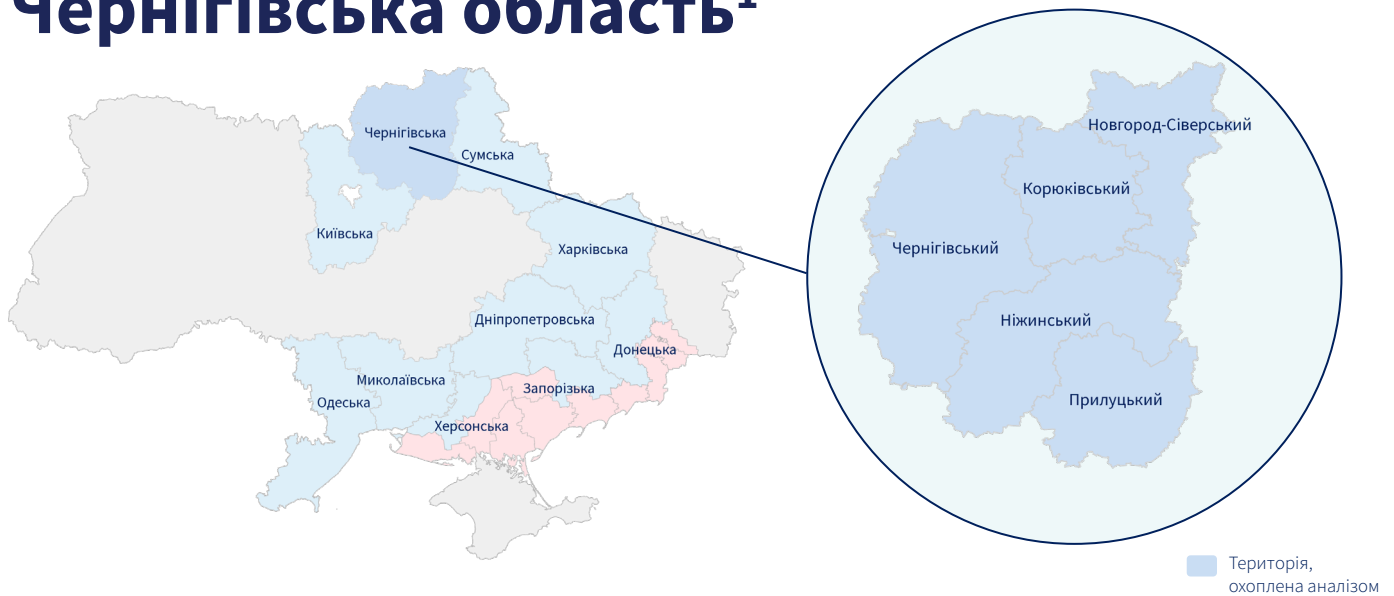 Чернігівська область¹
Чернігівська
Сумська
Київська
Харківська
Дніпропетровська
Донецька
Миколаївська
Запорізька
Одеська
Херсонська
Новгород-Сіверський
Корюківський
Чернігівський
Ніжинський
Прилуцький
Територія,
охоплена аналізом